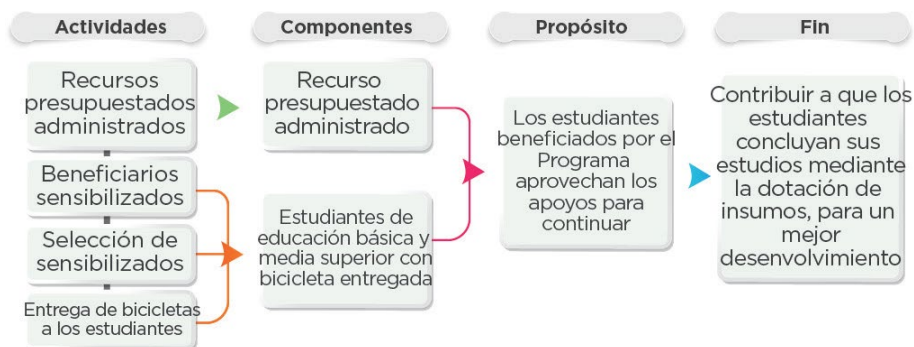 Actividades
Componentes
Propósito
Fin
Recursos
presupuestados
administrados
Beneficiarios
sensibilizados
Selección de
sensibilizados
Entrega de bicicletas
a los estudiantes
Recurso
presupuestado
administrado
Estudiantes de
educación básica y
media superior con
bicicleta entregada
Los estudiantes
beneficiados por el
Programa
aprovechan los
apoyos para
continuar
Contribuir a que los
estudiantes
concluyan sus
estudios mediante
la dotación de
insumos, para un
mejor
desenvolvimiento